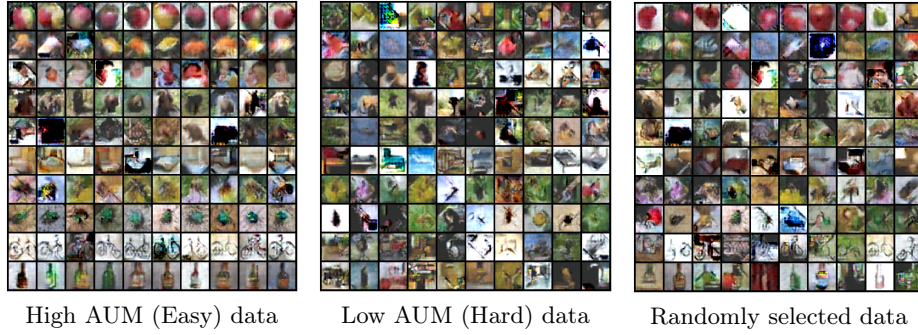 High AUM (Easy) data
Low AUM (Hard) data
Randomly selected data